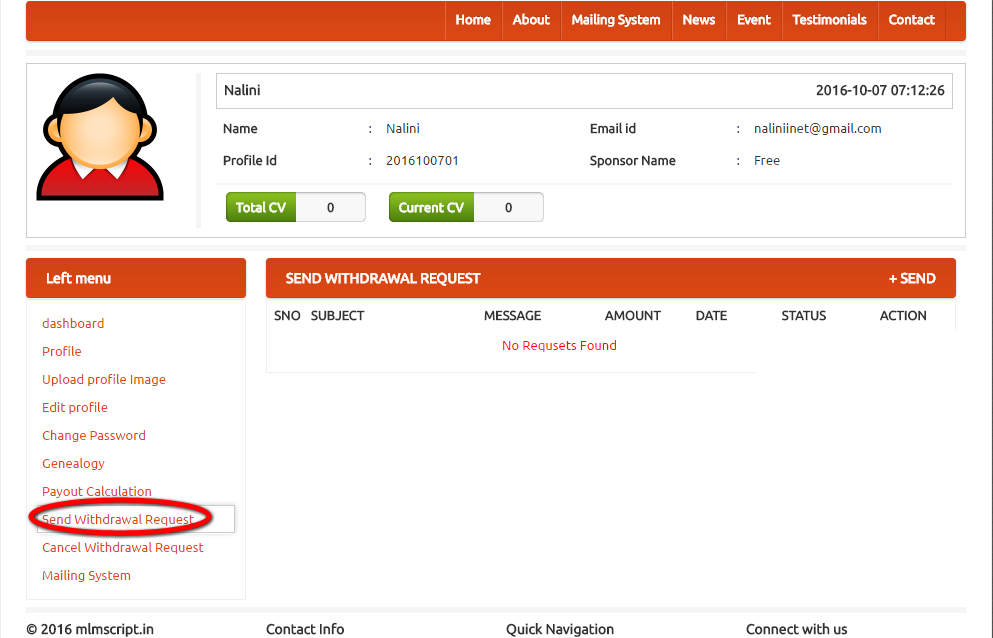 Home About Mailing System News Event Testimonials Contact
Nalini 2016-10-07 07:12:26
Name : Nalini Email id : naliniinet@gmail.com
Profile Id : 2016100701 Sponsor Name : Free
Total CV 0 Current CV 0
Left menu
dashboard
Profile
Upload profile Image
Edit profile
Change Password
Genealogy
Payout Calculation
Send Withdrawal Request
Cancel Withdrawal Request
Mailing System
SEND WITHDRAWAL REQUEST + SEND
SNO SUBJECT MESSAGE AMOUNT DATE STATUS ACTION
No Requsets Found
© 2016 mlmscript.in Contact Info Quick Navigation Connect with us